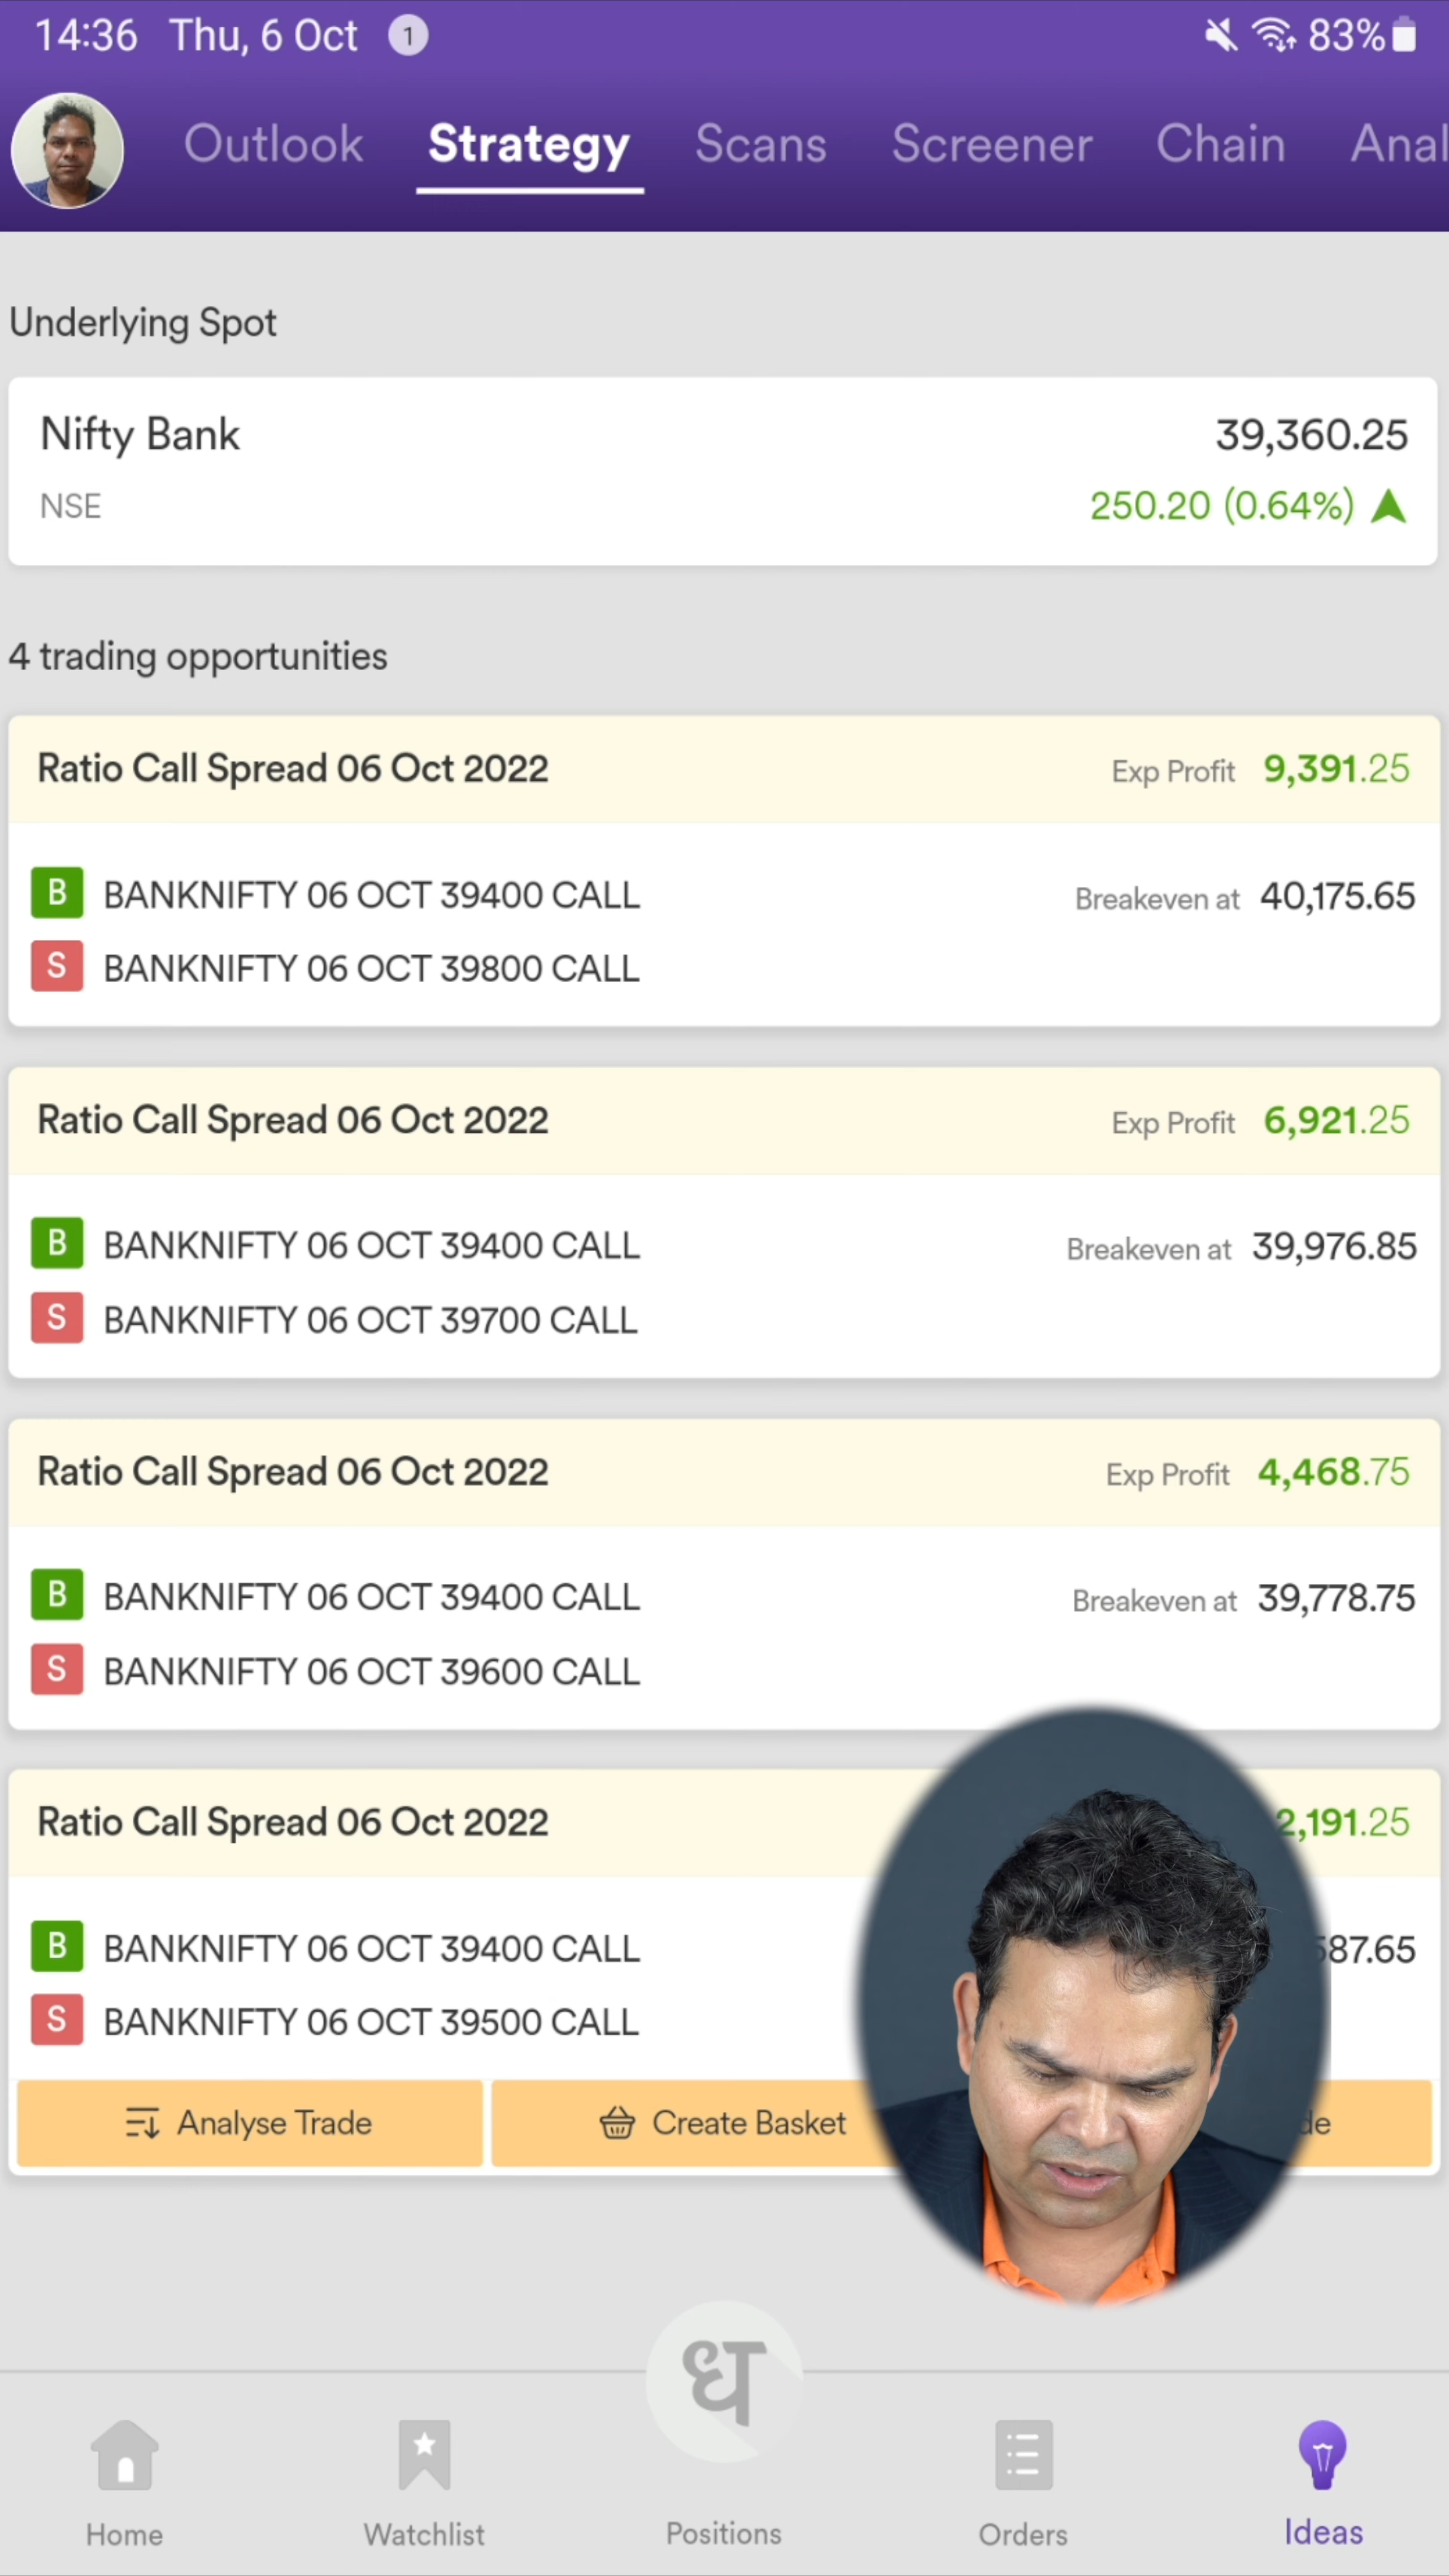 14:36 Thu, 6 Oct 1 83%
Outlook Strategy Scans Screener Chain
Underlying Spot
Nifty Bank 39,360.25
NSE 250.20 (0.64%)
4 trading opportunities
Ratio Call Spread 06 Oct 2022 Exp Profit 9,391.25
B BANKNIFTY 06 OCT 39400 CALL Breakeven at 40,175.65
S BANKNIFTY 06 OCT 39800 CALL
Ratio Call Spread 06 Oct 2022 Exp Profit 6,921.25
B BANKNIFTY 06 OCT 39400 CALL Breakeven at 39,976.85
S BANKNIFTY 06 OCT 39700 CALL
Ratio Call Spread 06 Oct 2022 Exp Profit 4,468.75
B BANKNIFTY 06 OCT 39400 CALL Breakeven at 39,778.75
S BANKNIFTY 06 OCT 39600 CALL
Ratio Call Spread 06 Oct 2022 2,191.25
B BANKNIFTY 06 OCT 39400 CALL
S BANKNIFTY 06 OCT 39500 CALL
Analyse Trade Create Basket
ध
Home Watchlist Positions Orders Ideas